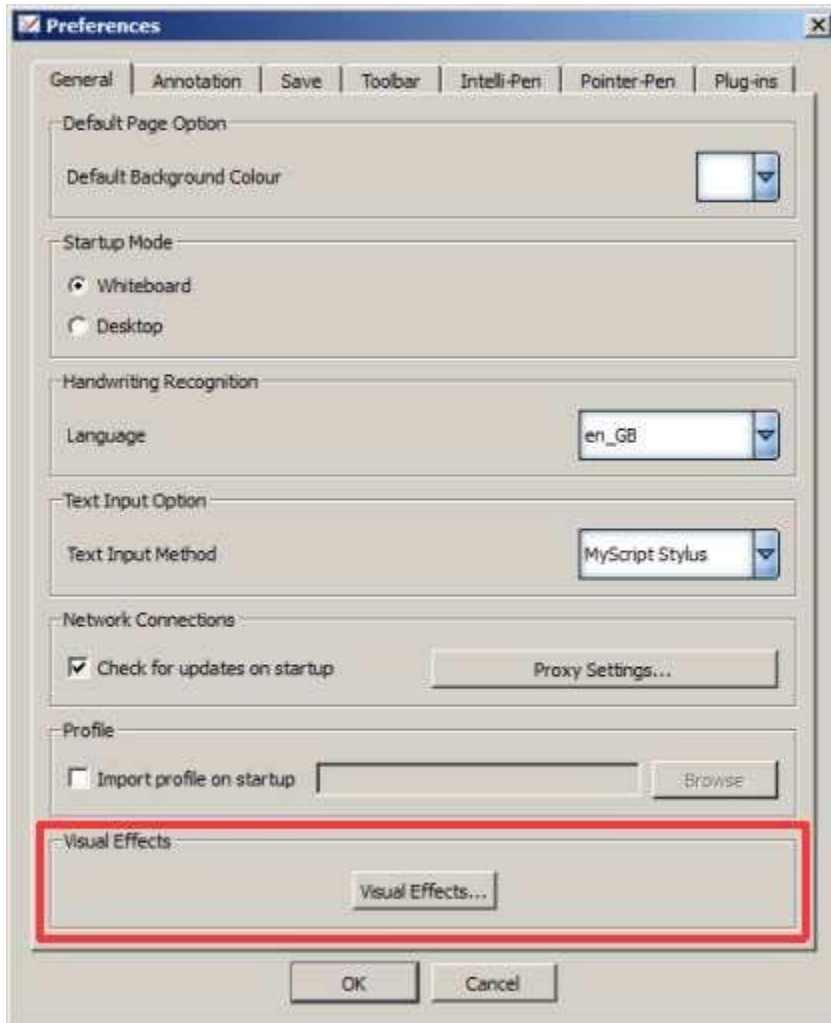 Preferences
General Annotation Save Toolbar Intelli-Pen Pointer-Pen Plug-ins
Default Page Option
Default Background Colour
Startup Mode
Whiteboard
Desktop
Handwriting Recognition
Language en_GB
Text Input Option
Text Input Method MyScript Stylus
Network Connections
Check for updates on startup Proxy Settings...
Profile
Import profile on startup Browse
Visual Effects
Visual Effects...
OK Cancel